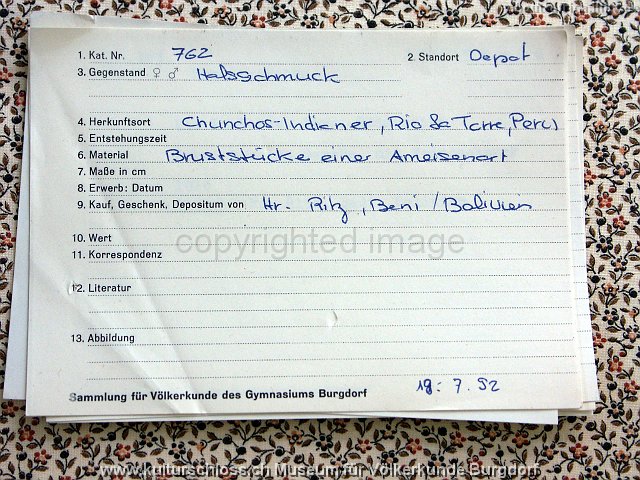 1. Kat. Nr. 762 2. Standort Depot
3. Gegenstand ♀ ♂ Halsschmuck
4. Herkunftsort Chunchos-Indianer, Rio de Torre, Peru
5. Entstehungszeit
6. Material Bruststücke einer Ameisenart
7. Maße in cm
8. Erwerb: Datum
9. Kauf, Geschenk, Depositum von Hr. Ritz, Beni/Bolivien
10. Wert
copyrighted image
11. Korrespondenz
12. Literatur
13. Abbildung
Sammlung für Völkerkunde des Gymnasiums Burgdorf 19. 7. 52
www.kulturschloss.ch Museum für Völkerkunde Burgdorf